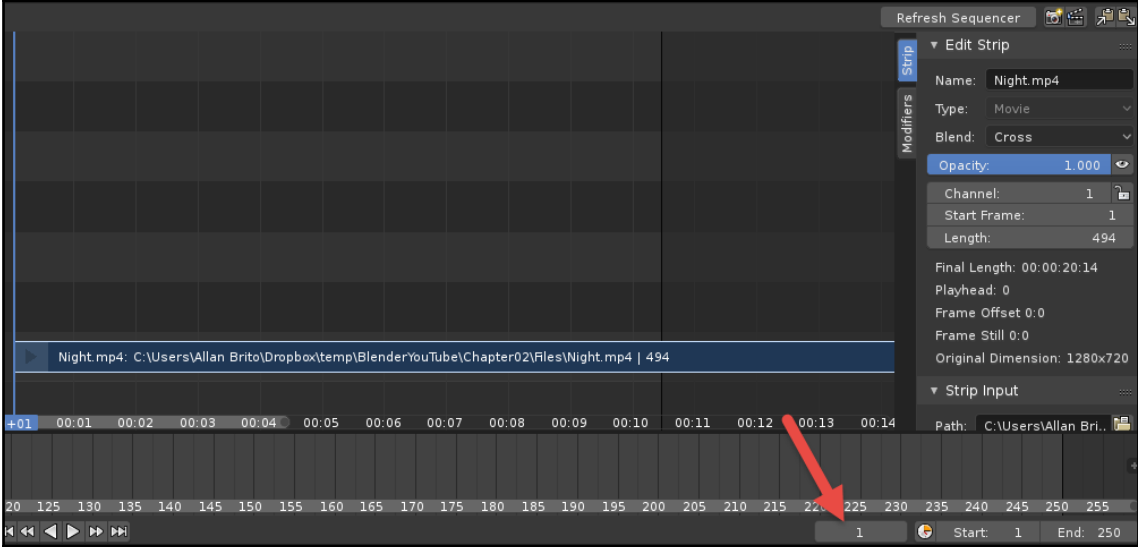 Refresh Sequencer
Strip
Modifiers
Edit Strip
Name: Night.mp4
Type: Movie
Blend: Cross
Opacity: 1.000
Channel: 1
Start Frame: 1
Length: 494
Final Length: 00:00:20:14
Playhead: 0
Frame Offset 0:0
Frame Still 0:0
Original Dimension: 1280x720
Strip Input
Path: C:\Users\Allan Bri..
Night.mp4: C:\Users\Allan Brito\Dropbox\temp\BlenderYouTube\Chapter02\Files\Night.mp4 | 494
+01 00:01 00:02 00:03 00:04 00:05 00:06 00:07 00:08 00:09 00:10 00:11 00:12 00:13 00:14
20 125 130 135 140 145 150 155 160 165 170 175 180 185 190 195 200 205 210 215 225 230 235 240 245 250 255
1 Start: 1 End: 250